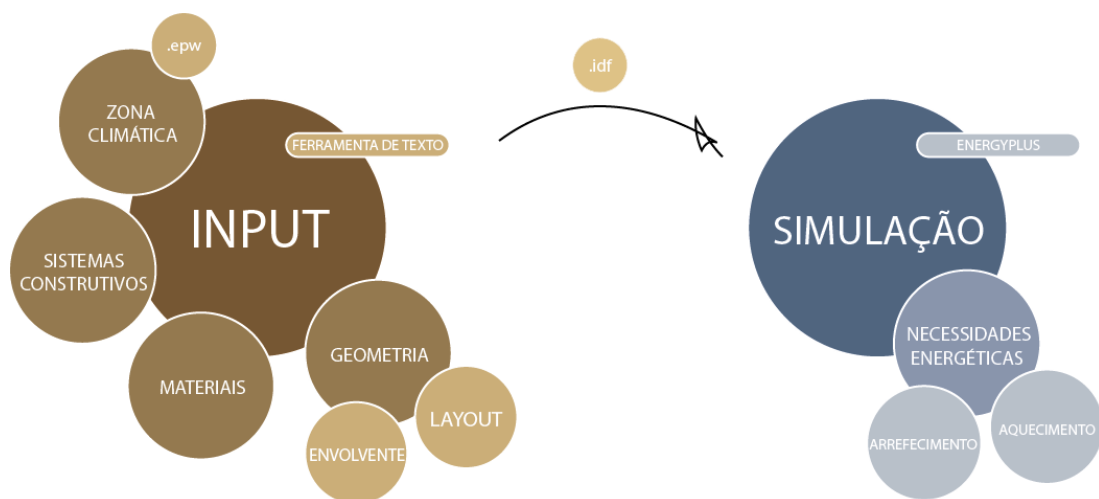 .epw
ZONA
CLIMÁTICA
FERRAMENTA DE TEXTO
INPUT
SISTEMAS
CONSTRUTIVOS
MATERIAIS
GEOMETRIA
LAYOUT
ENVOLVENTE
.idf
ENERGYPLUS
SIMULAÇÃO
NECESSIDADES
ENERGÉTICAS
ARREFECIMENTO
AQUECIMENTO